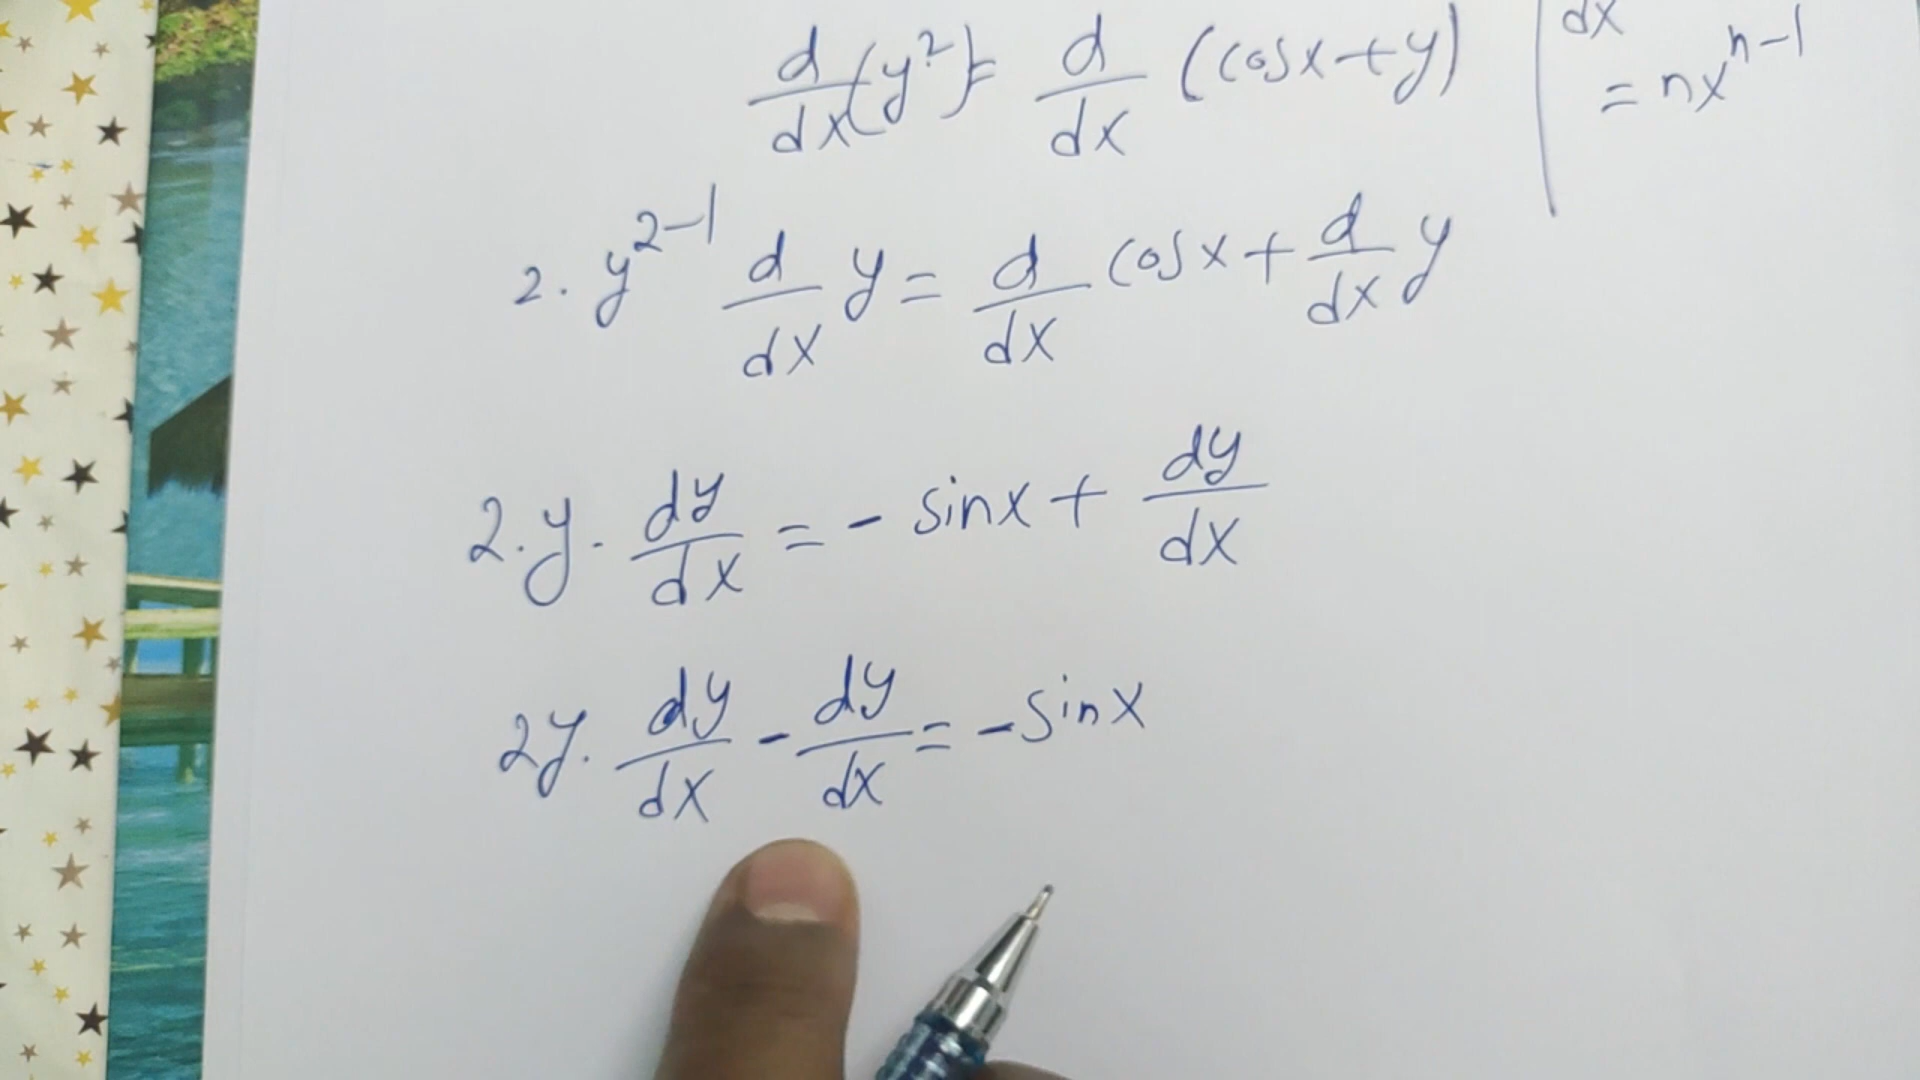 d/dx (y²) = d/dx (cosx+y)
dx
= nx^(n-1)
2. y^(2-1) d/dx y = d/dx cosx + d/dx y
2.y. dy/dx = - sinx + dy/dx
2y. dy/dx - dy/dx = - sinx